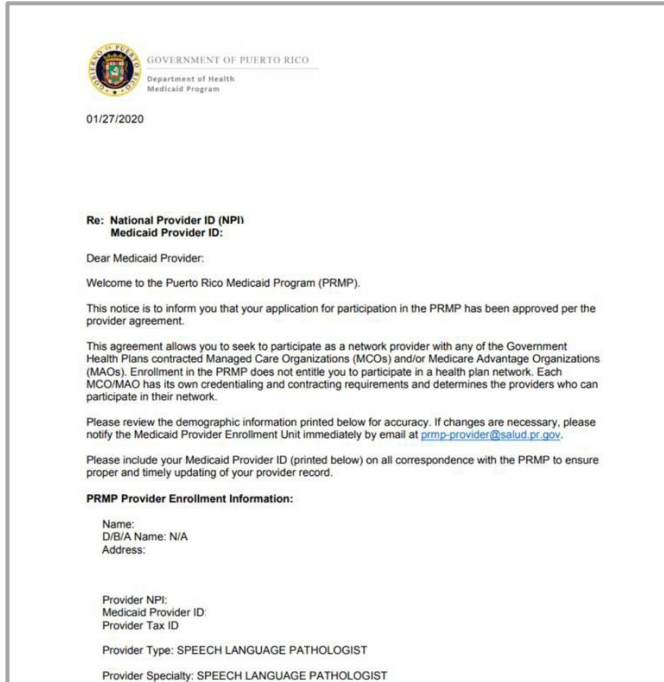 GOVERNMENT OF PUERTO RICO
Department of Health
Medicaid Program
01/27/2020
Re: National Provider ID (NPI)
Medicaid Provider ID:
Dear Medicaid Provider:
Welcome to the Puerto Rico Medicaid Program (PRMP).
This notice is to inform you that your application for participation in the PRMP has been approved per the
provider agreement.
This agreement allows you to seek to participate as a network provider with any of the Government
Health Plans contracted Managed Care Organizations (MCOs) and/or Medicare Advantage Organizations
(MAOs). Enrollment in the PRMP does not entitle you to participate in a health plan network. Each
MCO/MAO has its own credentialing and contracting requirements and determines the providers who can
participate in their network.
Please review the demographic information printed below for accuracy. If changes are necessary, please
notify the Medicaid Provider Enrollment Unit immediately by email at prmp-provider@salud.pr.gov.
Please include your Medicaid Provider ID (printed below) on all correspondence with the PRMP to ensure
proper and timely updating of your provider record.
PRMP Provider Enrollment Information:
Name:
D/B/A Name: N/A
Address:
Provider NPI:
Medicaid Provider ID:
Provider Tax ID
Provider Type: SPEECH LANGUAGE PATHOLOGIST
Provider Specialty: SPEECH LANGUAGE PATHOLOGIST